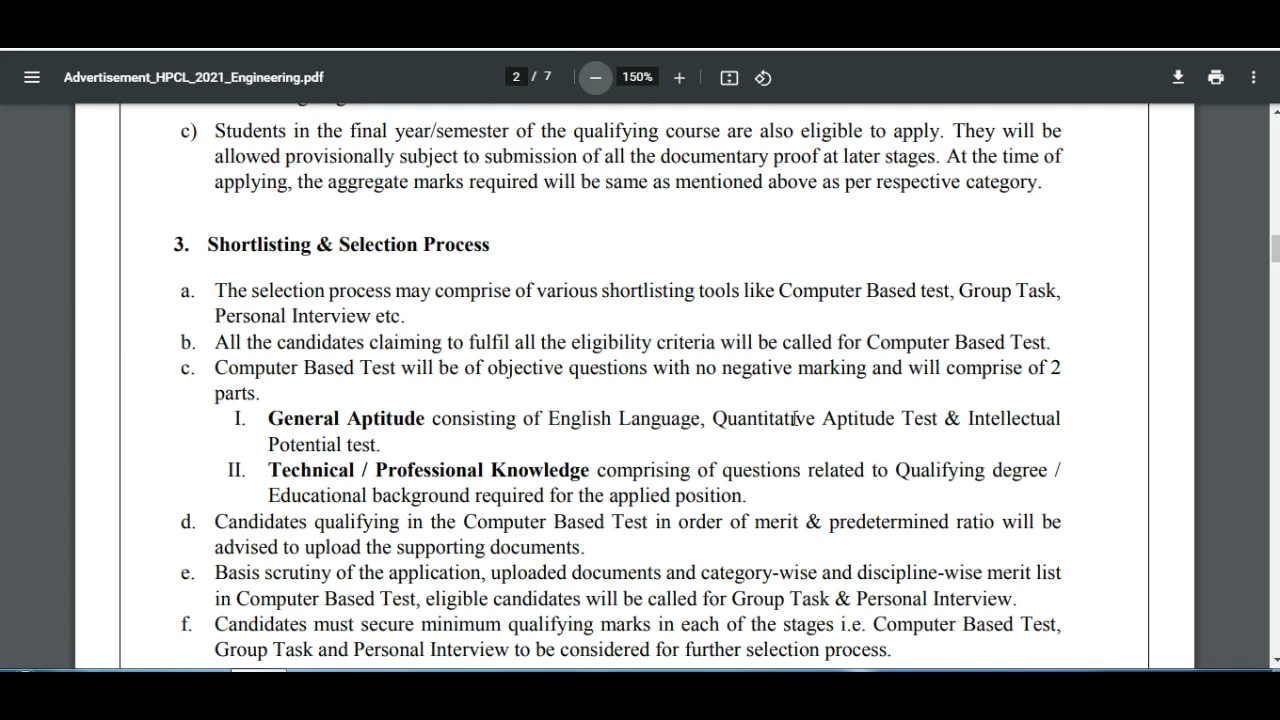 Advertisement_HPCL_2021_Engineering.pdf
2 / 7
150%
c) Students in the final year/semester of the qualifying course are also eligible to apply. They will be
allowed provisionally subject to submission of all the documentary proof at later stages. At the time of
applying, the aggregate marks required will be same as mentioned above as per respective category.
3. Shortlisting & Selection Process
a. The selection process may comprise of various shortlisting tools like Computer Based test, Group Task,
Personal Interview etc.
b. All the candidates claiming to fulfil all the eligibility criteria will be called for Computer Based Test.
c. Computer Based Test will be of objective questions with no negative marking and will comprise of 2
parts.
I. General Aptitude consisting of English Language, Quantitative Aptitude Test & Intellectual
Potential test.
II. Technical / Professional Knowledge comprising of questions related to Qualifying degree /
Educational background required for the applied position.
d. Candidates qualifying in the Computer Based Test in order of merit & predetermined ratio will be
advised to upload the supporting documents.
e. Basis scrutiny of the application, uploaded documents and category-wise and discipline-wise merit list
in Computer Based Test, eligible candidates will be called for Group Task & Personal Interview.
f. Candidates must secure minimum qualifying marks in each of the stages i.e. Computer Based Test,
Group Task and Personal Interview to be considered for further selection process.